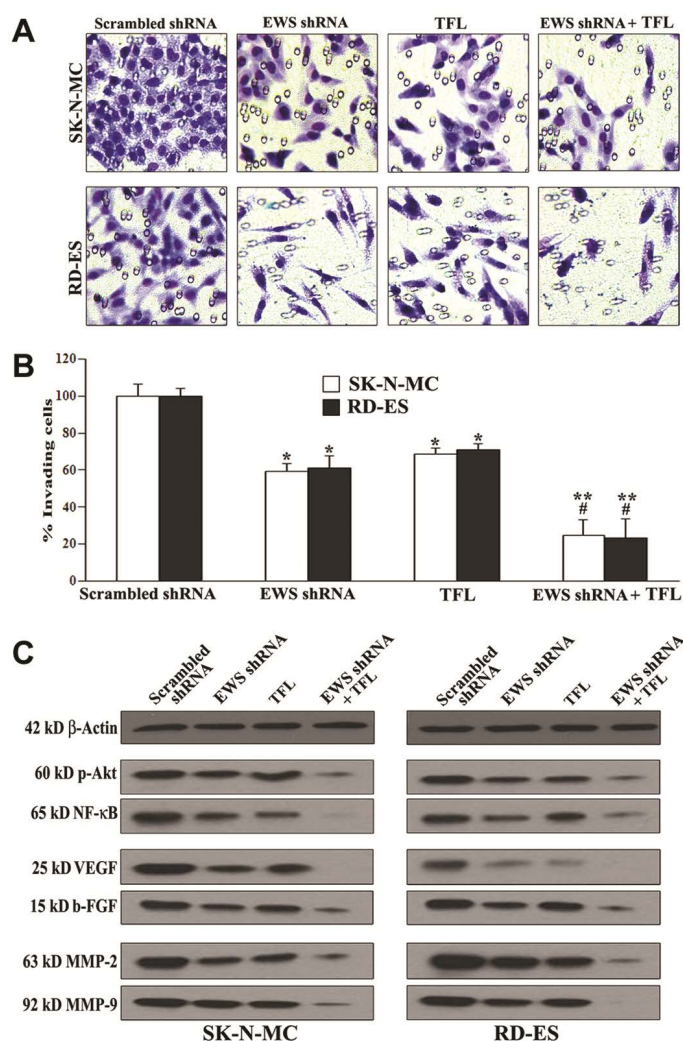 A
Scrambled shRNA EWS shRNA TFL EWS shRNA + TFL
SK-N-MC
RD-ES
B
120
100
80
60
40
20
0
% Invading cells
SK-N-MC
RD-ES
* * * * ** **
# #
Scrambled shRNA EWS shRNA TFL EWS shRNA + TFL
C
Scrambled shRNA EWS shRNA TFL EWS shRNA + TFL
Scrambled shRNA EWS shRNA TFL EWS shRNA + TFL
42 kD β-Actin
60 kD p-Akt
65 kD NF-κB
25 kD VEGF
15 kD b-FGF
63 kD MMP-2
92 kD MMP-9
SK-N-MC RD-ES